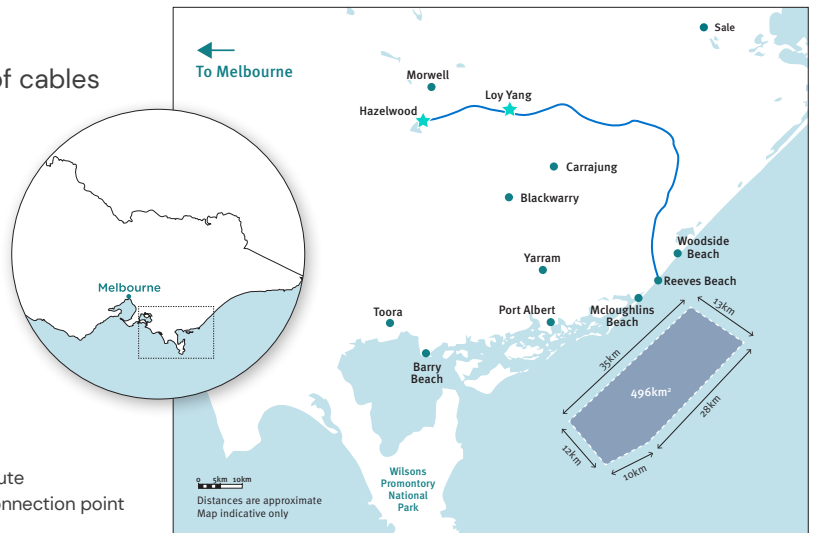 of cables
To Melbourne
Sale
Morwell
Loy Yang
Hazelwood
Carrajung
Blackwarry
Woodside
Beach
Melbourne
Yarram
Reeves Beach
Toora
Port Albert
Mcloughlins
Beach
13km
35km
Barry
Beach
496km²
28km
12km
10km
Wilsons
Promontory
National
Park
0 5km 10km
Distances are approximate
Map indicative only
ute
nnection point